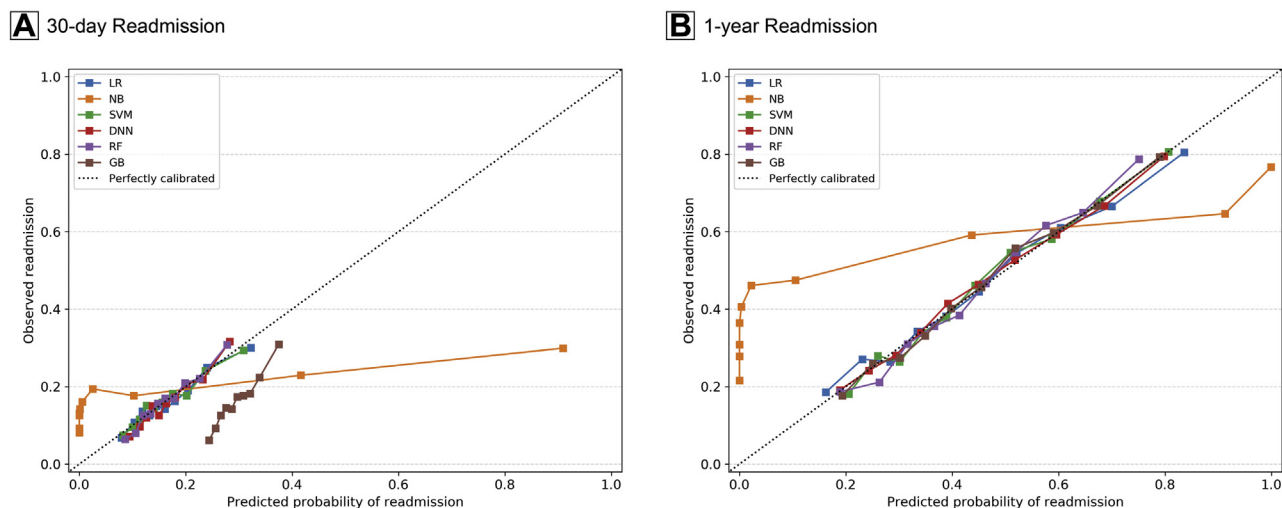 A 30-day Readmission
LR
NB
SVM
DNN
RF
GB
Perfectly calibrated
1.0
0.8
0.6
0.4
0.2
0.0
Observed readmission
0.0 0.2 0.4 0.6 0.8 1.0
Predicted probability of readmission
B 1-year Readmission
LR
NB
SVM
DNN
RF
GB
Perfectly calibrated
1.0
0.8
0.6
0.4
0.2
0.0
Observed readmission
0.0 0.2 0.4 0.6 0.8 1.0
Predicted probability of readmission